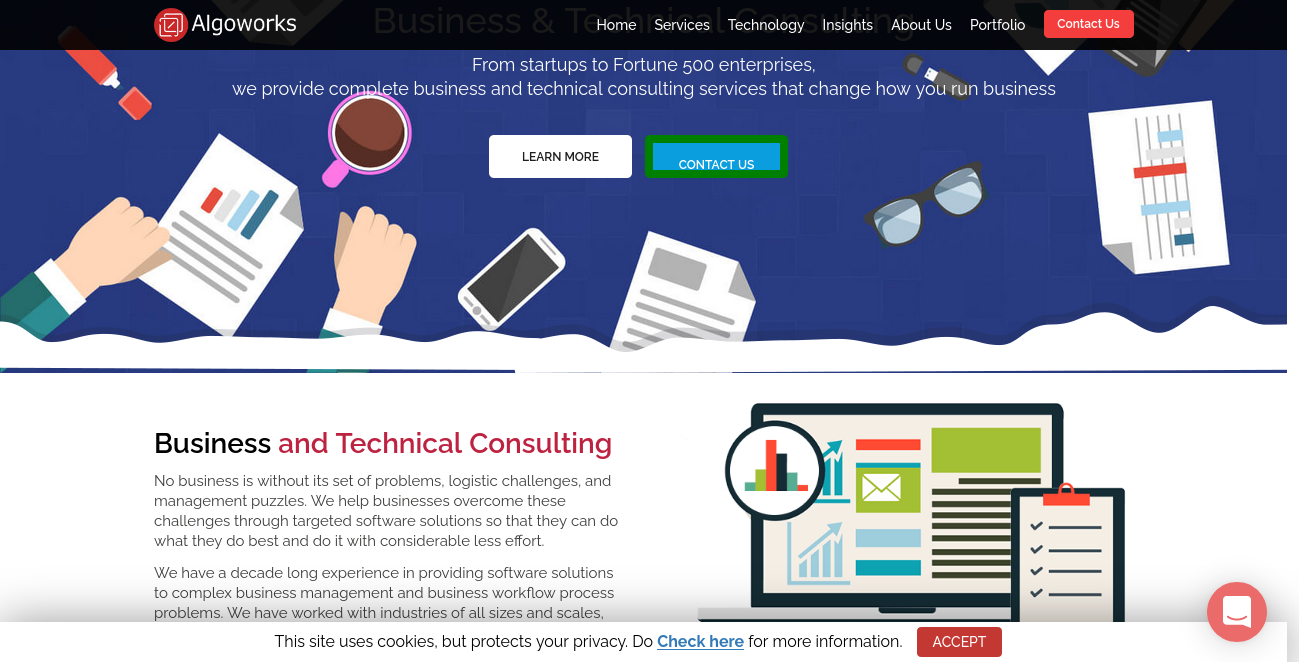 Algoworks
Home
Services
Technology
Insights
About Us
Portfolio
Contact Us
Business & Technical Consulting
From startups to Fortune 500 enterprises,
we provide complete business and technical consulting services that change how you run business
LEARN MORE
CONTACT US
Business and Technical Consulting
No business is without its set of problems, logistic challenges, and
management puzzles. We help businesses overcome these
challenges through targeted software solutions so that they can do
what they do best and do it with considerable less effort.
We have a decade long experience in providing software solutions
to complex business management and business workflow process
problems. We have worked with industries of all sizes and scales,
This site uses cookies, but protects your privacy. Do Check here for more information.
ACCEPT